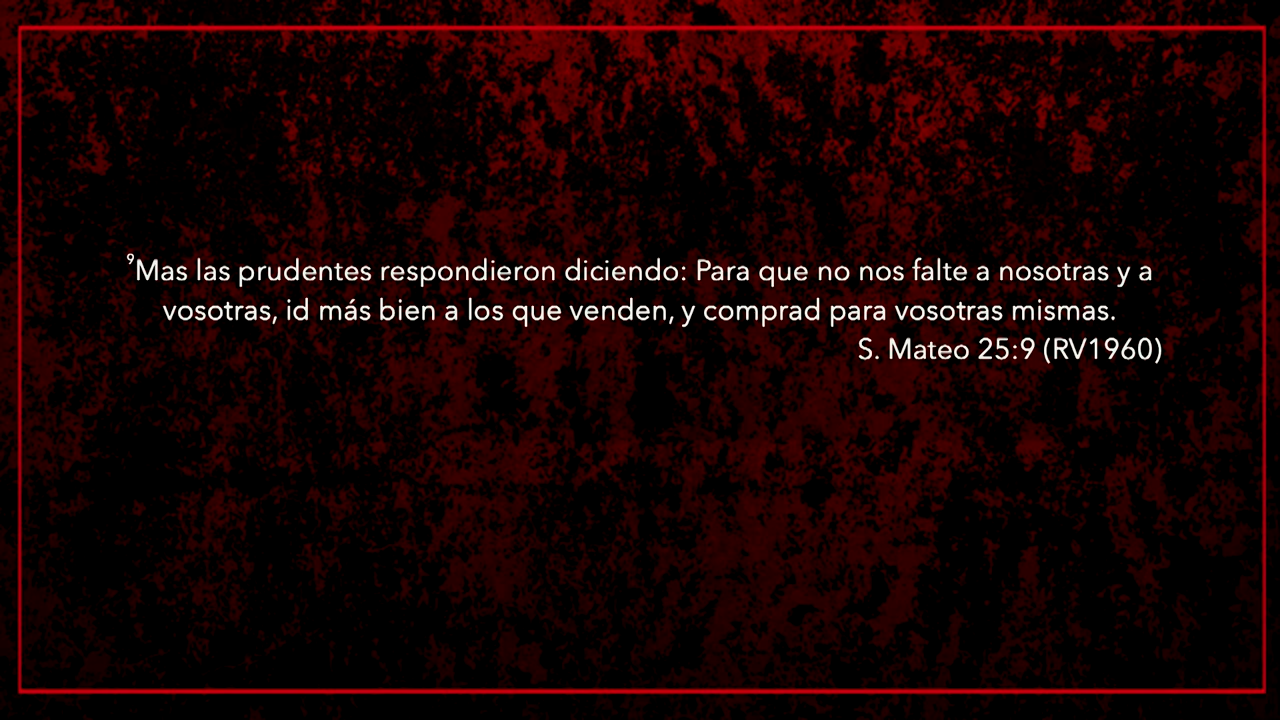 ⁹Mas las prudentes respondieron diciendo: Para que no nos falte a nosotras y a
vosotras, id más bien a los que venden, y comprad para vosotras mismas.
S. Mateo 25:9 (RV1960)